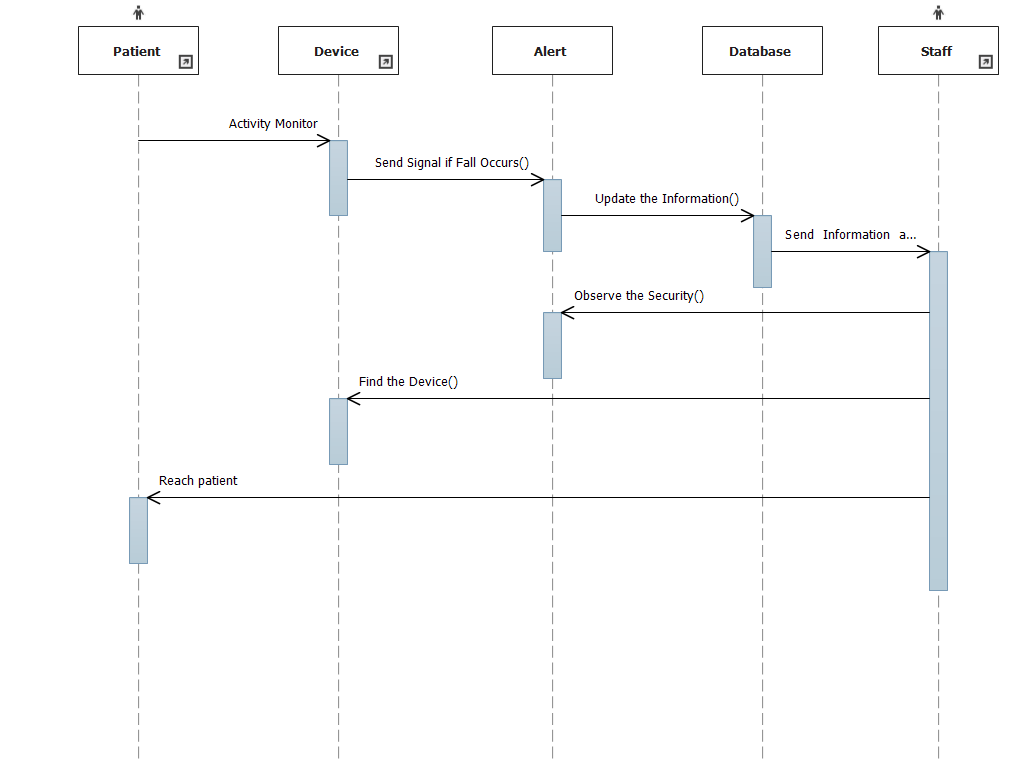 Patient
Device
Alert
Database
Staff
Activity Monitor
Send Signal if Fall Occurs()
Update the Information()
Send Information a...
Observe the Security()
Find the Device()
Reach patient